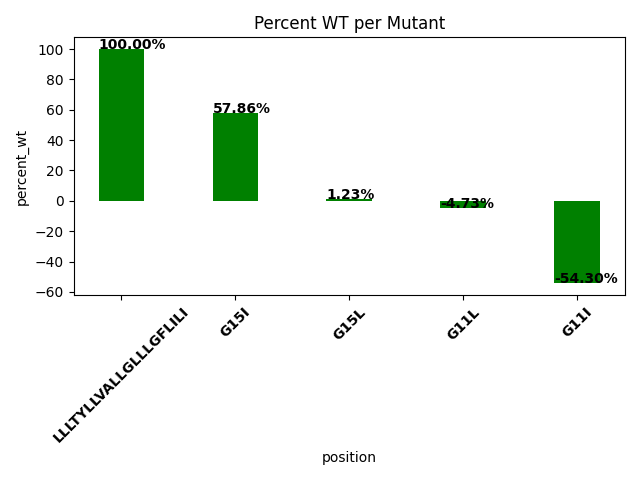 Percent WT per Mutant
percent_wt
100
80
60
40
20
0
−20
−40
−60
100.00%
57.86%
1.23%
-4.73%
-54.30%
LLLTYLLVALLGLLLGFLILI
G15I
G15L
G11L
G11I
position